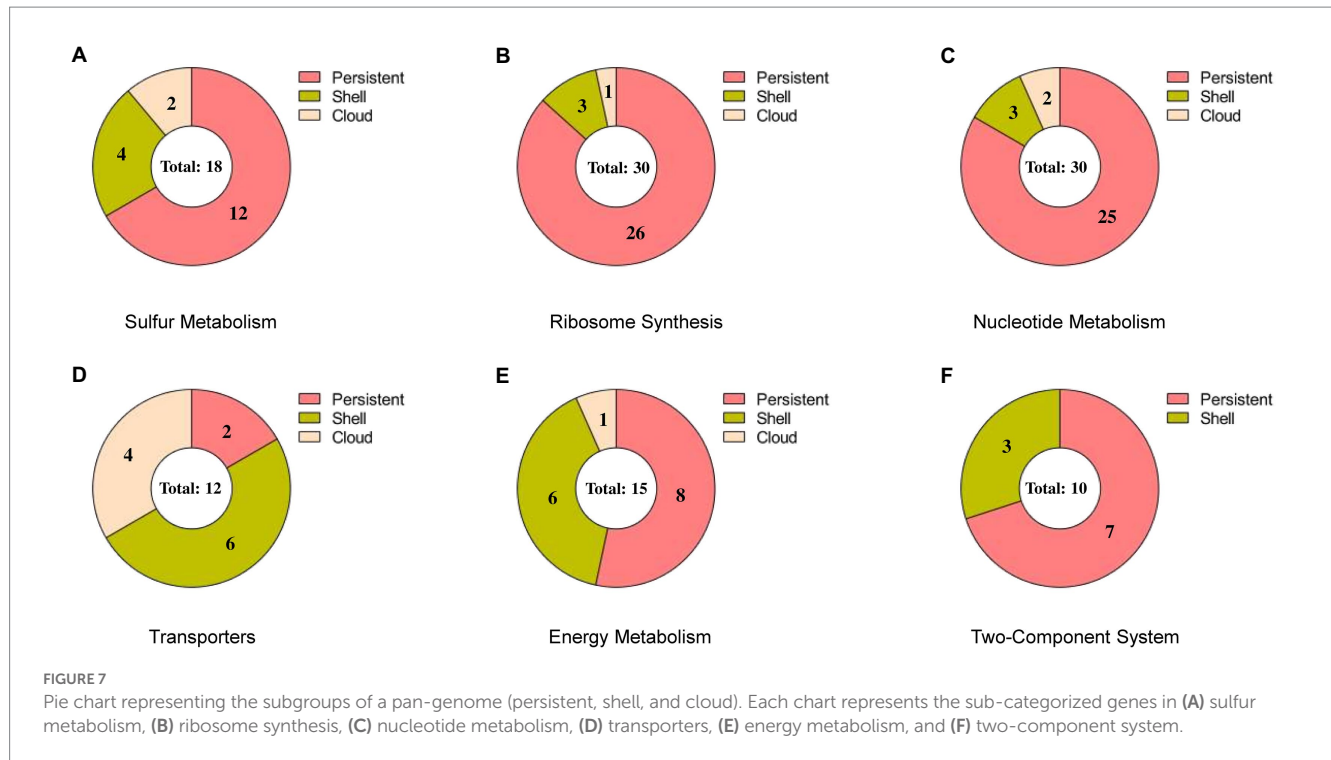 A
Persistent
Shell
Cloud
2
4
Total: 18
12
Sulfur Metabolism
B
Persistent
Shell
Cloud
1
3
Total: 30
26
Ribosome Synthesis
C
Persistent
Shell
Cloud
2
3
Total: 30
25
Nucleotide Metabolism
D
Persistent
Shell
Cloud
2
4
Total: 12
6
Transporters
E
Persistent
Shell
Cloud
1
6
Total: 15
8
Energy Metabolism
F
Persistent
Shell
3
Total: 10
7
Two-Component System
FIGURE 7
Pie chart representing the subgroups of a pan-genome (persistent, shell, and cloud). Each chart represents the sub-categorized genes in (A) sulfur
metabolism, (B) ribosome synthesis, (C) nucleotide metabolism, (D) transporters, (E) energy metabolism, and (F) two-component system.